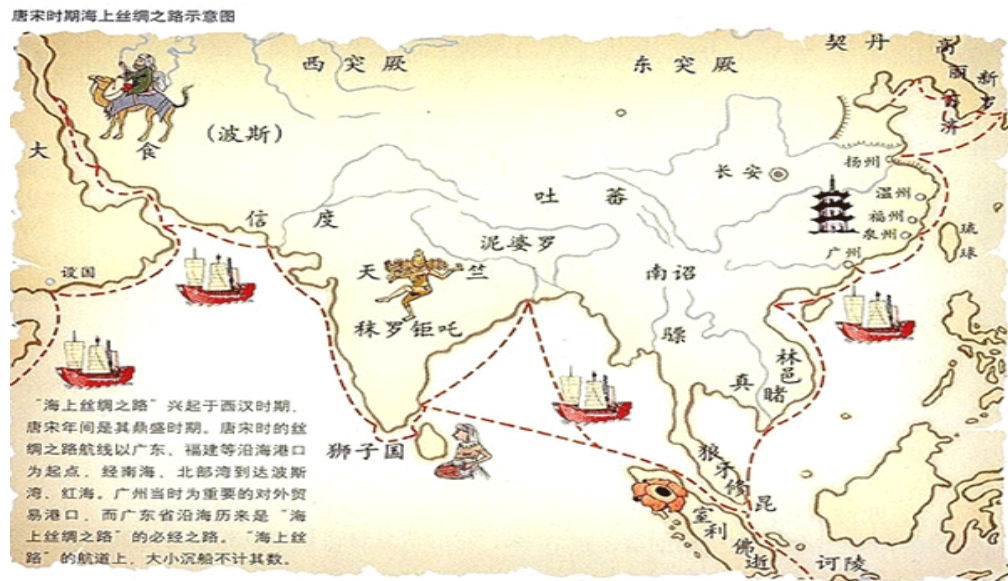 唐宋时期海上丝绸之路示意图
契丹
高丽
新罗
百济
西突厥
东突厥
大食
(波斯)
长安
扬州
吐蕃
温州
福州
泉州
琉球
广州
信度
泥婆罗
设国
天竺
南诏
秣罗钜吒
骠
林邑
真
睹
狮子国
狼牙修
昆
室利佛逝
诃陵
“海上丝绸之路”兴起于西汉时期，
唐宋年间是其鼎盛时期。唐宋时的丝
绸之路航线以广东、福建等沿海港口
为起点，经南海、北部湾到达波斯
湾、红海。广州当时为重要的对外贸
易港口，而广东省沿海历来是“海
上丝绸之路”的必经之路。“海上丝
路”的航道上，大小沉船不计其数。